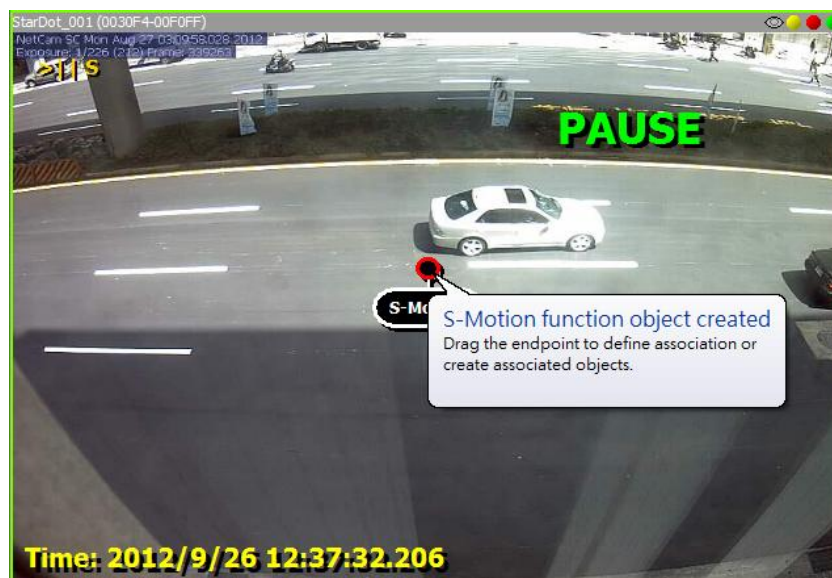 StarDot_001 (0030F4-00F0FF)
NetCam SC Mon Aug 27 03:09:58.028 2012
Exposure: 1/226 (212) Frame: 339263
>|| S
PAUSE
S-Mo
S-Motion function object created
Drag the endpoint to define association or
create associated objects.
Time: 2012/9/26 12:37:32.206